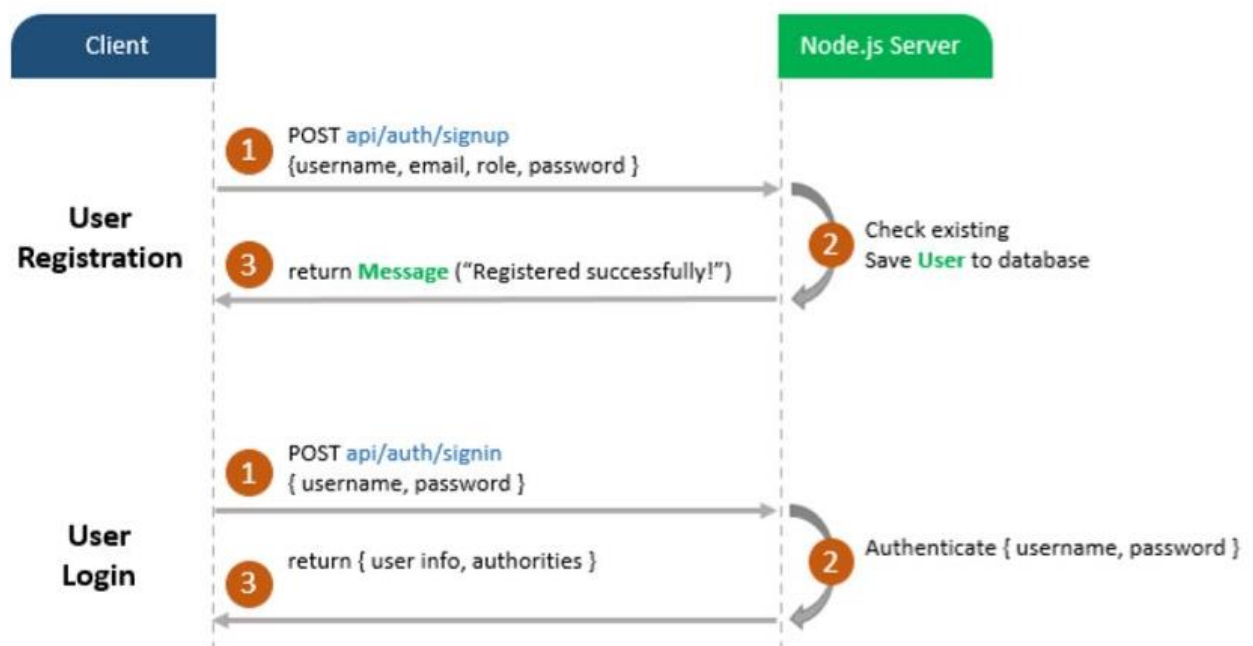 Client
Node.js Server
1
POST api/auth/signup
{username, email, role, password }
User
Registration
2
Check existing
Save User to database
3
return Message (“Registered successfully!”)
1
POST api/auth/signin
{ username, password }
User
Login
2
Authenticate { username, password }
3
return { user info, authorities }